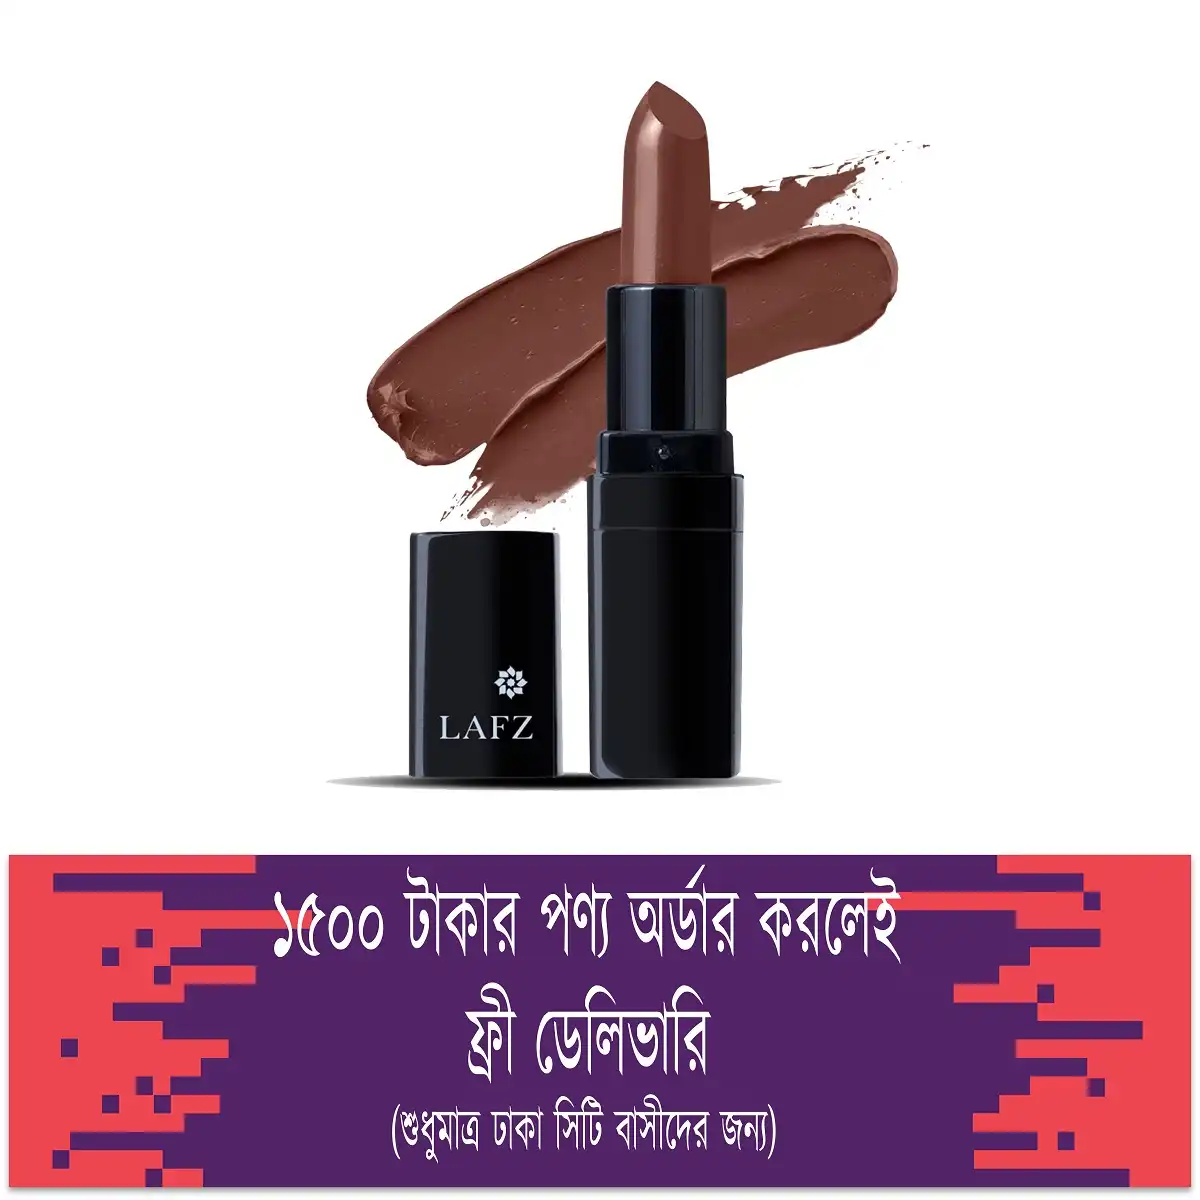 LAFZ
১৫০০ টাকার পণ্য অর্ডার করলেই
ফ্রী ডেলিভারি
(শুধুমাত্র ঢাকা সিটি বাসীদের জন্য)